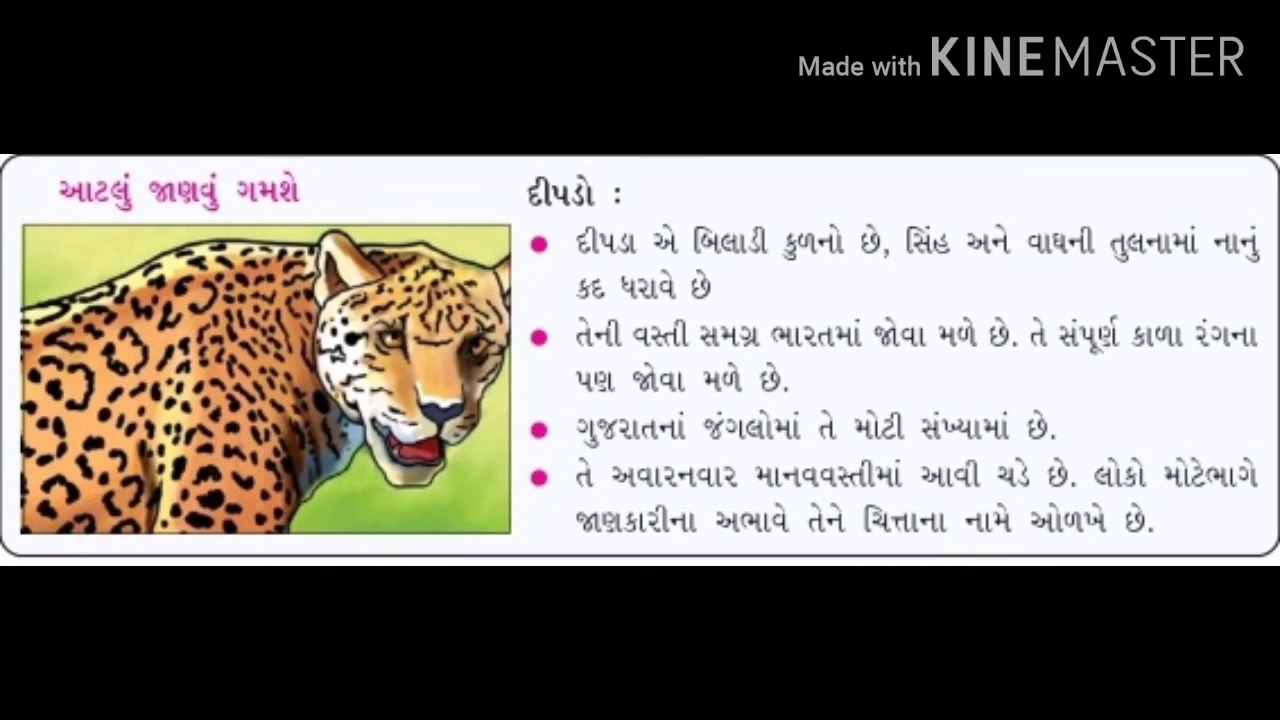 Made with KINEMASTER
આટલું જાણવું ગમશે
દીપડો :
● દીપડા એ બિલાડી કુળનો છે, સિંહ અને વાઘની તુલનામાં નાનું
કદ ધરાવે છે
● તેની વસ્તી સમગ્ર ભારતમાં જોવા મળે છે. તે સંપૂર્ણ કાળા રંગના
પણ જોવા મળે છે.
● ગુજરાતનાં જંગલોમાં તે મોટી સંખ્યામાં છે.
● તે અવારનવાર માનવવસ્તીમાં આવી ચડે છે. લોકો મોટેભાગે
જાણકારીના અભાવે તેને ચિત્તાના નામે ઓળખે છે.